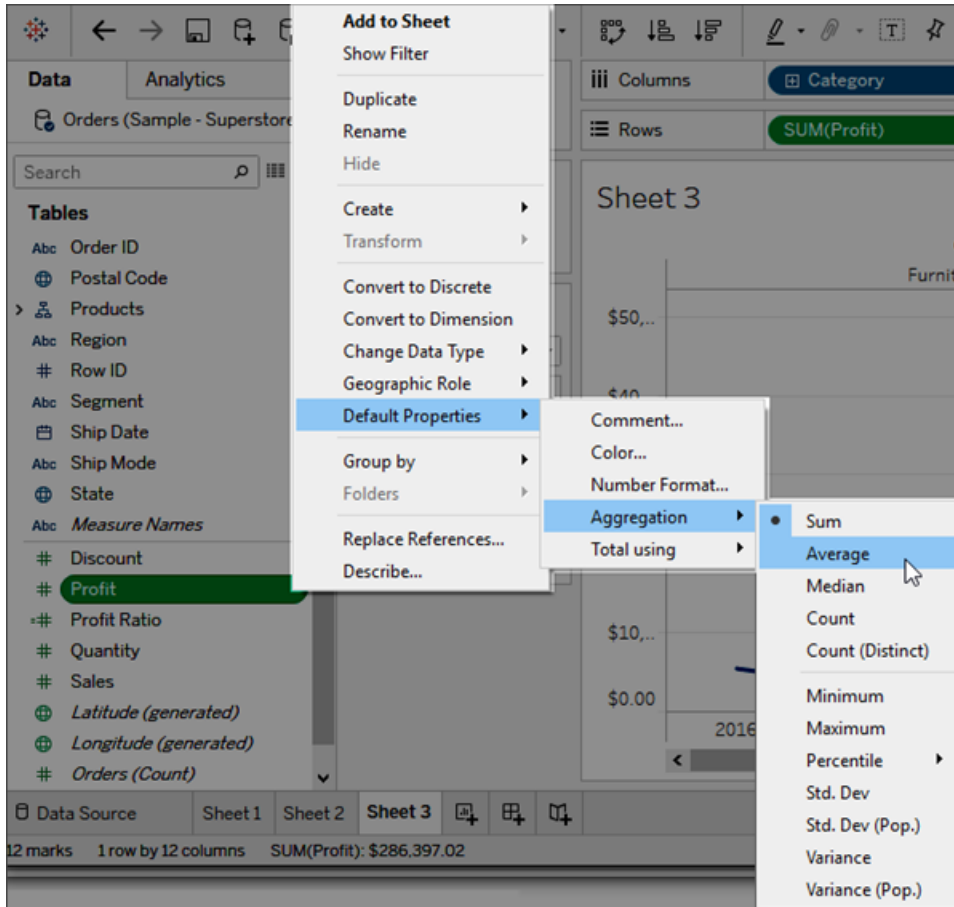 Add to Sheet
Show Filter
Duplicate
Rename
Hide
Create
Transform
Convert to Discrete
Convert to Dimension
Change Data Type
Geographic Role
Default Properties
Group by
Folders
Replace References...
Describe...
Comment...
Color...
Number Format...
Aggregation
Total using
Sum
Average
Median
Count
Count (Distinct)
Minimum
Maximum
Percentile
Std. Dev
Std. Dev (Pop.)
Variance
Variance (Pop.)
Data
Analytics
Orders (Sample - Superstore
Search
Tables
Abc Order ID
Postal Code
Products
Abc Region
# Row ID
Abc Segment
Ship Date
Abc Ship Mode
State
Abc Measure Names
# Discount
# Profit
=# Profit Ratio
# Quantity
# Sales
Latitude (generated)
Longitude (generated)
# Orders (Count)
T
Columns
Category
Rows
SUM(Profit)
Sheet 3
Furnit
$50,..
$40
$10,..
$0.00
2016
Data Source
Sheet 1
Sheet 2
Sheet 3
12 marks
1 row by 12 columns
SUM(Profit): $286,397.02